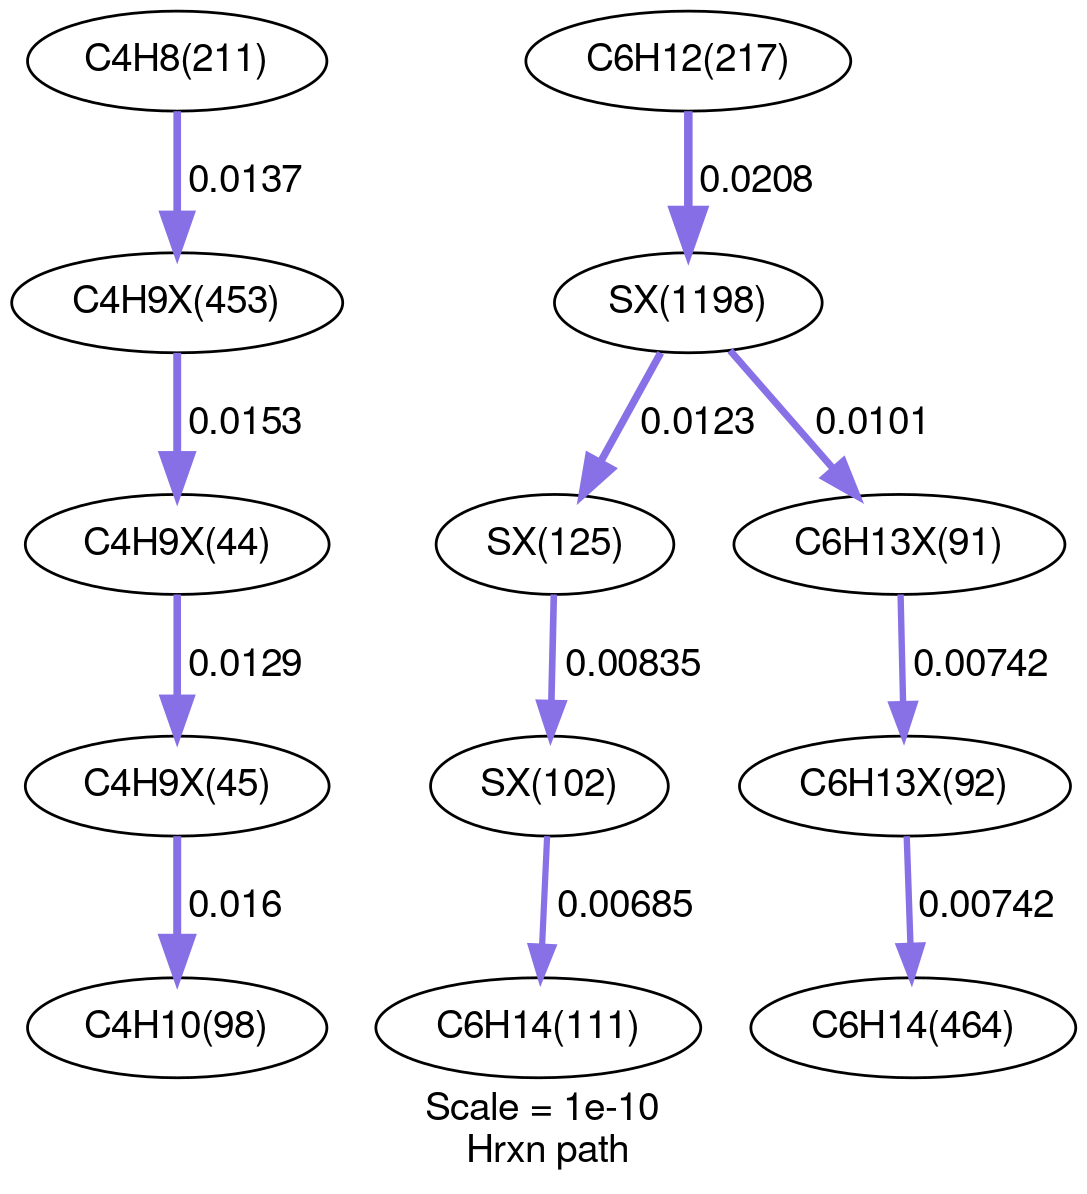 C4H8(211)
C6H12(217)
0.0137
0.0208
C4H9X(453)
SX(1198)
0.0153
0.0123
0.0101
C4H9X(44)
SX(125)
C6H13X(91)
0.0129
0.00835
0.00742
C4H9X(45)
SX(102)
C6H13X(92)
0.016
0.00685
0.00742
C4H10(98)
C6H14(111)
C6H14(464)
Scale = 1e-10
Hrxn path